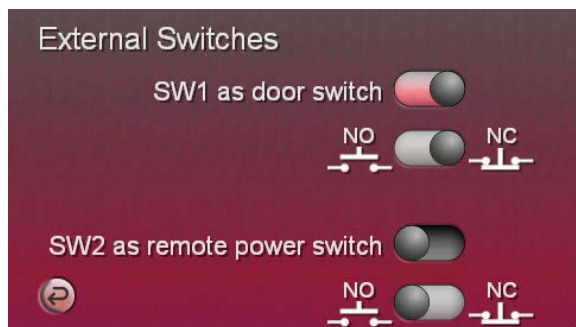 External Switches
SW1 as door switch
NO NC
SW2 as remote power switch
NO NC